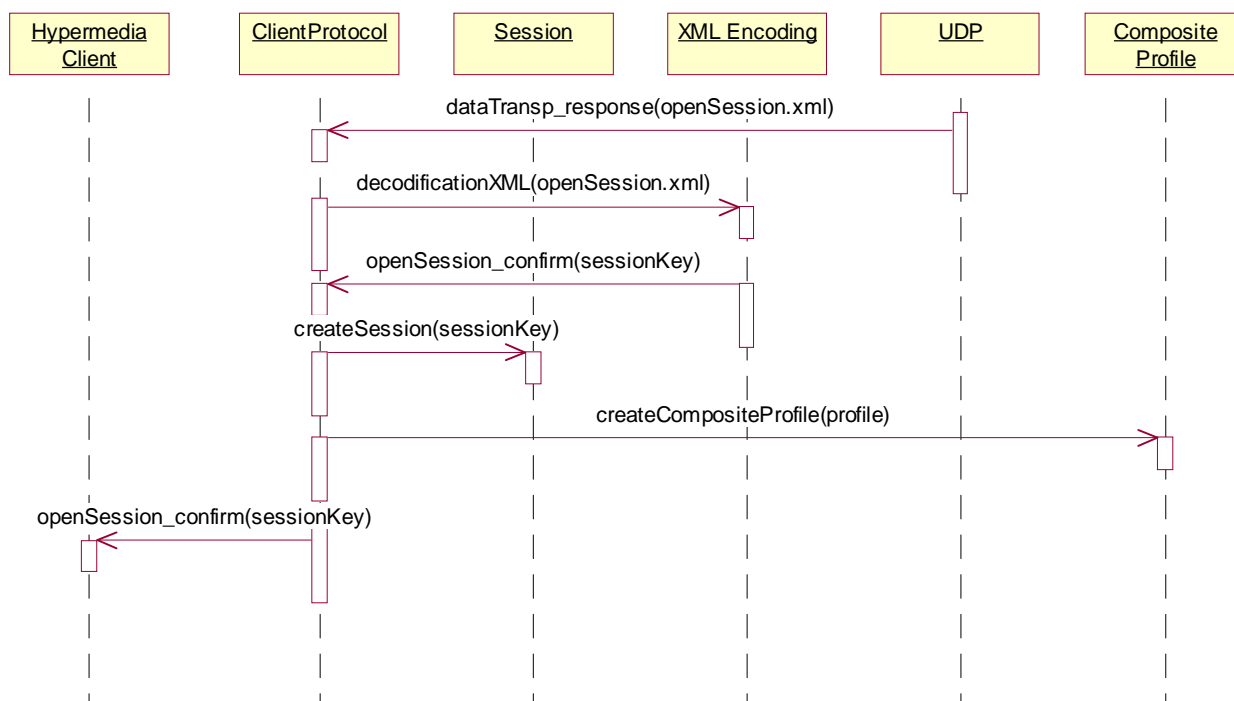 Hypermedia
Client
ClientProtocol
Session
XML Encoding
UDP
Composite
Profile
dataTransp_response(openSession.xml)
decodificationXML(openSession.xml)
openSession_confirm(sessionKey)
createSession(sessionKey)
createCompositeProfile(profile)
openSession_confirm(sessionKey)